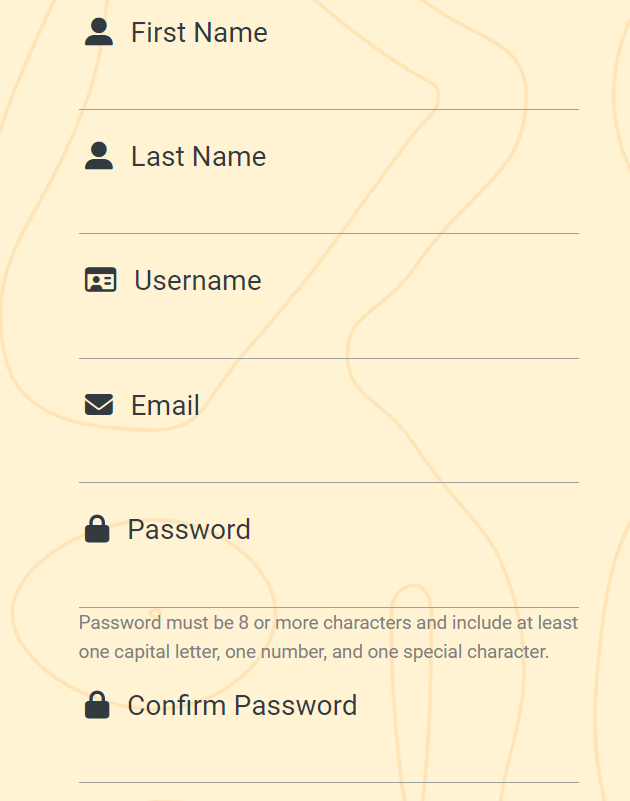 First Name
Last Name
Username
Email
Password
Password must be 8 or more characters and include at least
one capital letter, one number, and one special character.
Confirm Password